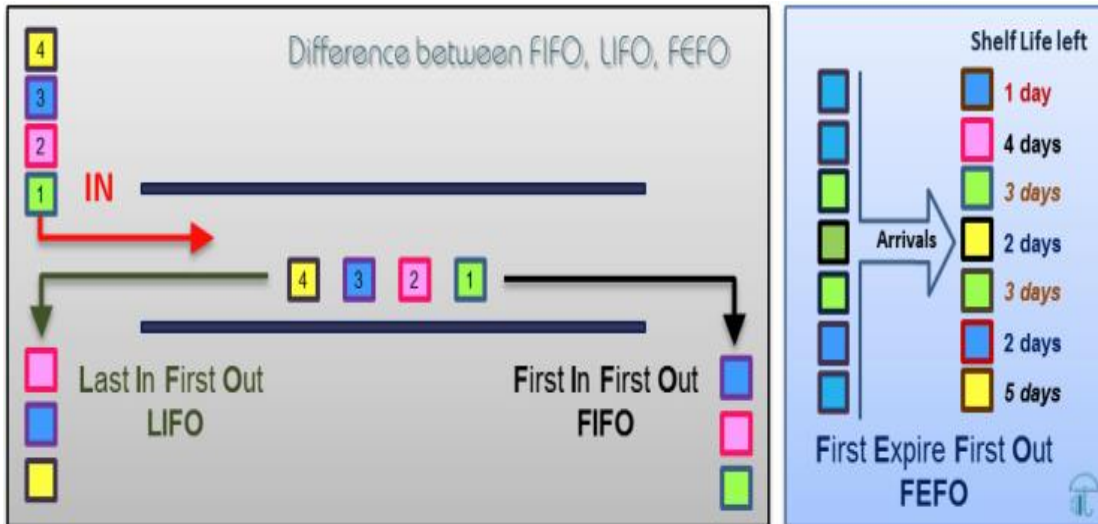 Difference between FIFO, LIFO, FEFO
4
3
2
1
IN
4 3 2 1
Last In First Out
LIFO
First In First Out
FIFO
Shelf Life left
1 day
4 days
3 days
2 days
3 days
2 days
5 days
Arrivals
First Expire First Out
FEFO